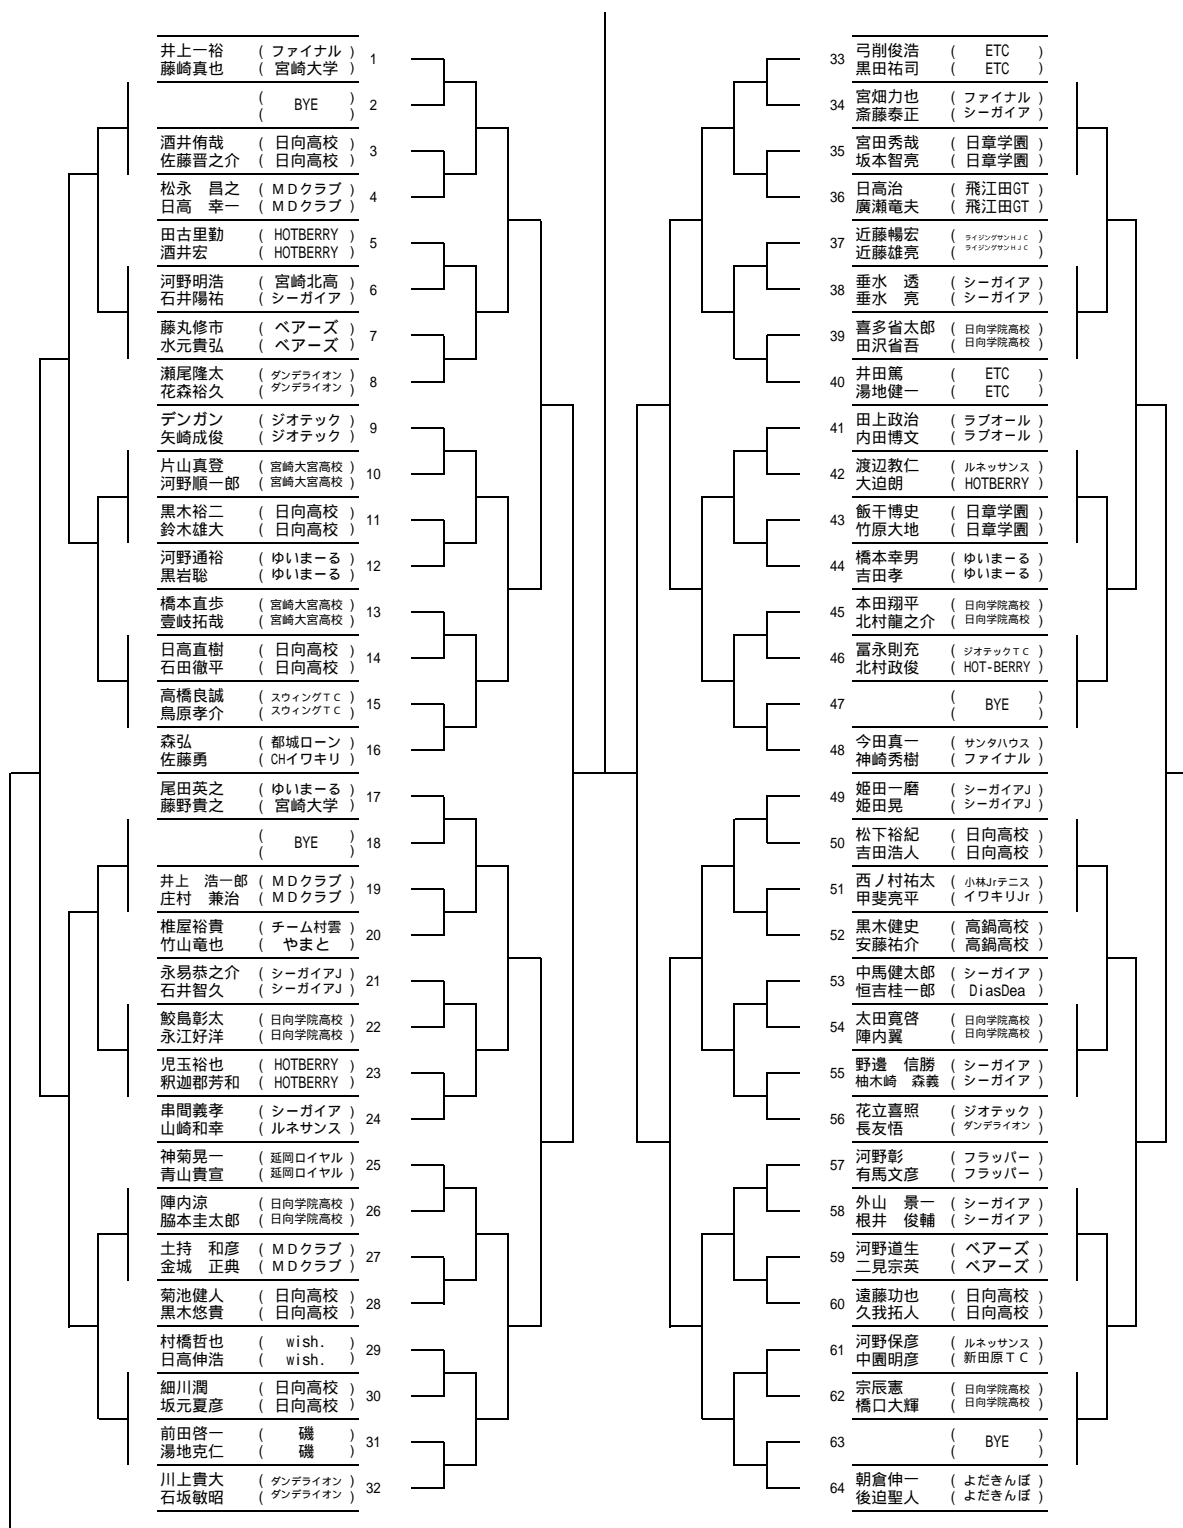 井上一裕 ( ファイナル ) 1
藤崎真也 ( 宮崎大学 )
( BYE ) 2
( )
酒井侑哉 ( 日向高校 ) 3
佐藤晋之介 ( 日向高校 )
松永 昌之 ( ＭＤクラブ ) 4
日高 幸一 ( ＭＤクラブ )
田古里勤 ( HOTBERRY ) 5
酒井宏 ( HOTBERRY )
河野明浩 ( 宮崎北高 ) 6
石井陽祐 ( シーガイア )
藤丸修市 ( ベアーズ ) 7
水元貴弘 ( ベアーズ )
瀬尾隆太 ( ダンデライオン ) 8
花森裕久 ( ダンデライオン )
デンガン ( ジオテック ) 9
矢崎成俊 ( ジオテック )
片山真登 ( 宮崎大宮高校 ) 10
河野順一郎 ( 宮崎大宮高校 )
黒木裕二 ( 日向高校 ) 11
鈴木雄大 ( 日向高校 )
河野通裕 ( ゆいまーる ) 12
黒岩聡 ( ゆいまーる )
橋本直歩 ( 宮崎大宮高校 ) 13
壹岐拓哉 ( 宮崎大宮高校 )
日高直樹 ( 日向高校 ) 14
石田徹平 ( 日向高校 )
高橋良誠 ( スウィングＴＣ ) 15
鳥原孝介 ( スウィングＴＣ )
森弘 ( 都城ローン ) 16
佐藤勇 ( CHイワキリ )
尾田英之 ( ゆいまーる ) 17
藤野貴之 ( 宮崎大学 )
( BYE ) 18
( )
井上 浩一郎 ( ＭＤクラブ ) 19
庄村 兼治 ( ＭＤクラブ )
椎屋裕貴 ( チーム村雲 ) 20
竹山竜也 ( やまと )
永易恭之介 ( シーガイアJ ) 21
石井智久 ( シーガイアJ )
鮫島彰太 ( 日向学院高校 ) 22
永江好洋 ( 日向学院高校 )
児玉裕也 ( HOTBERRY ) 23
釈迦郡芳和 ( HOTBERRY )
串間義孝 ( シーガイア ) 24
山崎和幸 ( ルネサンス )
神菊晃一 ( 延岡ロイヤル ) 25
青山貴宣 ( 延岡ロイヤル )
陣内涼 ( 日向学院高校 ) 26
脇本圭太郎 ( 日向学院高校 )
土持 和彦 ( ＭＤクラブ ) 27
金城 正典 ( ＭＤクラブ )
菊池健人 ( 日向高校 ) 28
黒木悠貴 ( 日向高校 )
村橋哲也 ( wish. ) 29
日高伸浩 ( wish. )
細川潤 ( 日向高校 ) 30
坂元夏彦 ( 日向高校 )
前田啓一 ( 磯 ) 31
湯地克仁 ( 磯 )
川上貴大 ( ダンデライオン ) 32
石坂敏昭 ( ダンデライオン )
33 弓削俊浩 ( ETC )
黒田祐司 ( ETC )
34 宮畑力也 ( ファイナル )
斎藤泰正 ( シーガイア )
35 宮田秀哉 ( 日章学園 )
坂本智亮 ( 日章学園 )
36 日高治 ( 飛江田GT )
廣瀬竜夫 ( 飛江田GT )
37 近藤暢宏 ( ライジングサンＨＪＣ )
近藤雄亮 ( ライジングサンＨＪＣ )
38 垂水 透 ( シーガイア )
垂水 亮 ( シーガイア )
39 喜多省太郎 ( 日向学院高校 )
田沢省吾 ( 日向学院高校 )
40 井田篤 ( ETC )
湯地健一 ( ETC )
41 田上政治 ( ラブオール )
内田博文 ( ラブオール )
42 渡辺教仁 ( ルネッサンス )
大迫朗 ( HOTBERRY )
43 飯干博史 ( 日章学園 )
竹原大地 ( 日章学園 )
44 橋本幸男 ( ゆいまーる )
吉田孝 ( ゆいまーる )
45 本田翔平 ( 日向学院高校 )
北村龍之介 ( 日向学院高校 )
46 冨永則充 ( ジオテックＴＣ )
北村政俊 ( HOT-BERRY )
47 ( BYE )
( )
48 今田真一 ( サンタハウス )
神崎秀樹 ( ファイナル )
49 姫田一磨 ( シーガイアJ )
姫田晃 ( シーガイアJ )
50 松下裕紀 ( 日向高校 )
吉田浩人 ( 日向高校 )
51 西ノ村祐太 ( 小林Jrテニス )
甲斐亮平 ( イワキリJr )
52 黒木健史 ( 高鍋高校 )
安藤祐介 ( 高鍋高校 )
53 中馬健太郎 ( シーガイア )
恒吉桂一郎 ( DiasDea )
54 太田寛啓 ( 日向学院高校 )
陣内翼 ( 日向学院高校 )
55 野邊 信勝 ( シーガイア )
柚木崎 森義 ( シーガイア )
56 花立喜照 ( ジオテック )
長友悟 ( ダンデライオン )
57 河野彰 ( フラッパー )
有馬文彦 ( フラッパー )
58 外山 景一 ( シーガイア )
根井 俊輔 ( シーガイア )
59 河野道生 ( ベアーズ )
二見宗英 ( ベアーズ )
60 遠藤功也 ( 日向高校 )
久我拓人 ( 日向高校 )
61 河野保彦 ( ルネッサンス )
中園明彦 ( 新田原ＴＣ )
62 宗辰憲 ( 日向学院高校 )
橋口大輝 ( 日向学院高校 )
63 ( BYE )
( )
64 朝倉伸一 ( よだきんぼ )
後迫聖人 ( よだきんぼ )